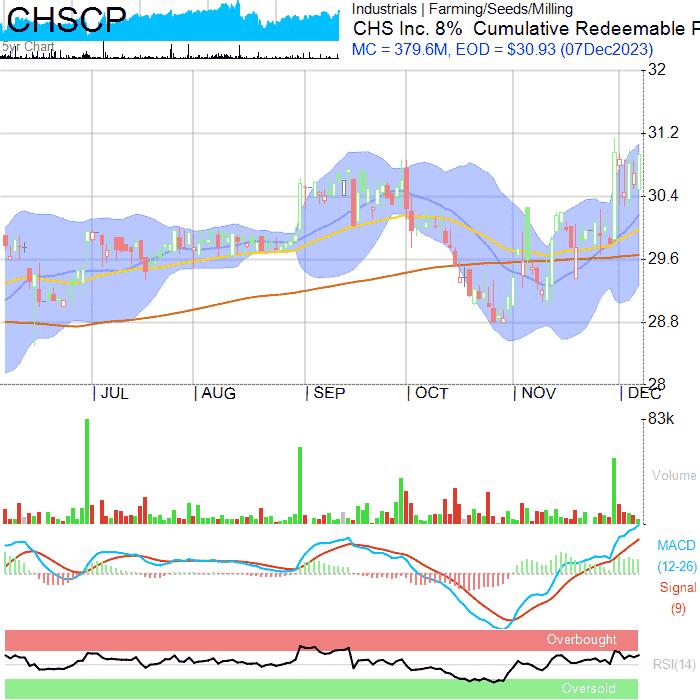 CHSCP
5yr Chart
Industrials | Farming/Seeds/Milling
CHS Inc. 8% Cumulative Redeemable P
MC = 379.6M, EOD = $30.93 (07Dec2023)
32
31.2
30.4
29.6
28.8
28
JUL AUG SEP OCT NOV DEC
83k
Volume
MACD
(12-26)
Signal
(9)
Overbought
RSI(14)
Oversold